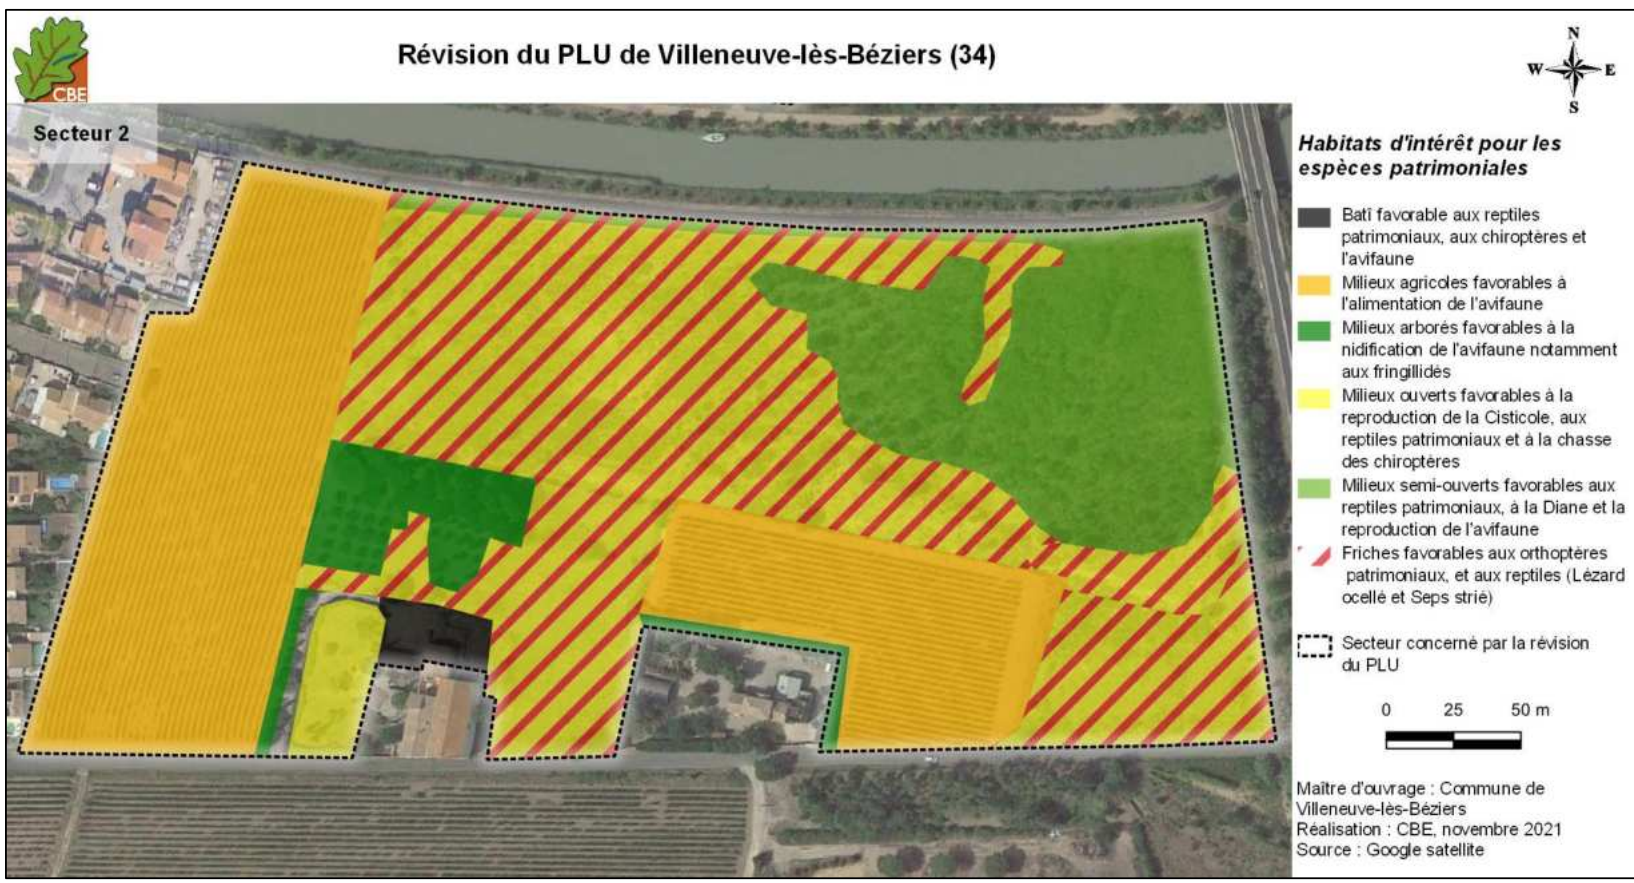 CBE
Révision du PLU de Villeneuve-lès-Béziers (34)
N
W E
S
Secteur 2
Habitats d'intérêt pour les
espèces patrimoniales
Batî favorable aux reptiles
patrimoniaux, aux chiroptères et
l'avifaune
Milieux agricoles favorables à
l'alimentation de l'avifaune
Milieux arborés favorables à la
nidification de l'avifaune notamment
aux fringillidés
Milieux ouverts favorables à la
reproduction de la Cisticole, aux
reptiles patrimoniaux et à la chasse
des chiroptères
Milieux semi-ouverts favorables aux
reptiles patrimoniaux, à la Diane et la
reproduction de l'avifaune
Friches favorables aux orthoptères
patrimoniaux, et aux reptiles (Lézard
ocellé et Seps strié)
Secteur concerné par la révision
du PLU
0 25 50 m
Maître d'ouvrage : Commune de
Villeneuve-lès-Béziers
Réalisation : CBE, novembre 2021
Source : Google satellite